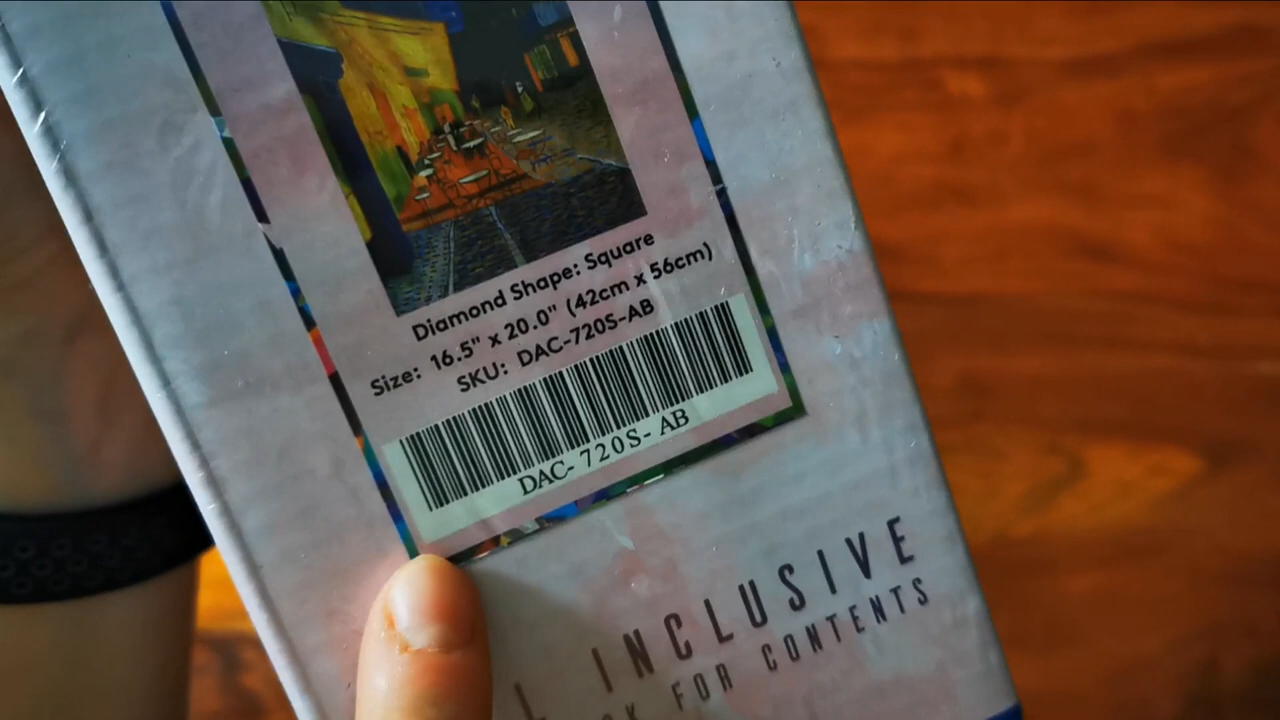 Diamond Shape: Square
Size: 16.5" x 20.0" (42cm x 56cm)
SKU: DAC-720S-AB
DAC- 720S- AB
INCLUSIVE
FOR CONTENTS